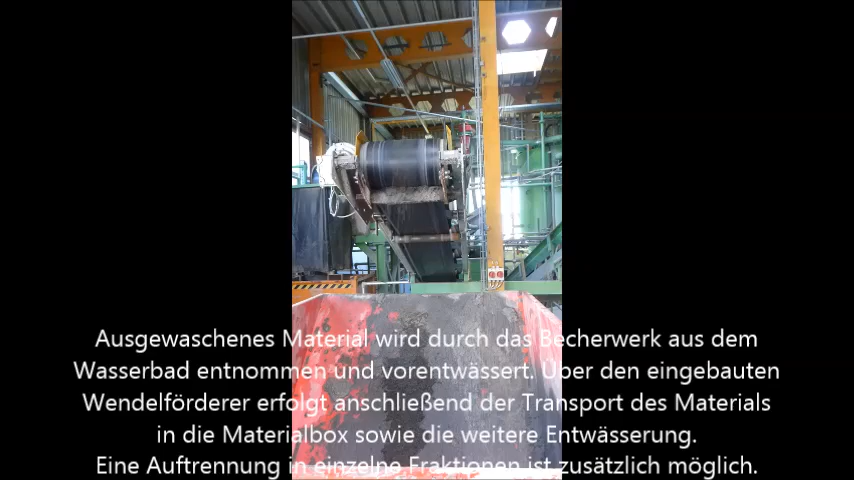 Ausgewaschenes Material wird durch das Becherwerk aus dem
Wasserbad entnommen und vorentwässert. Über den eingebauten
Wendelförderer erfolgt anschließend der Transport des Materials
in die Materialbox sowie die weitere Entwässerung.
Eine Auftrennung in einzelne Fraktionen ist zusätzlich möglich.